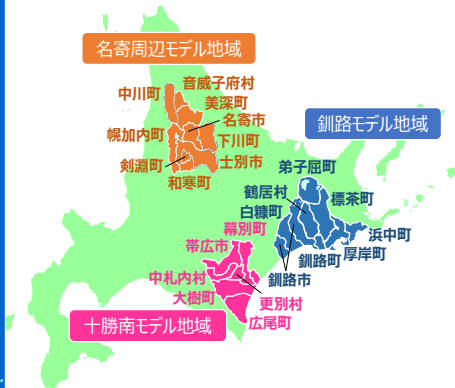 名寄周辺モデル地域
音威子府村
中川町
美深町
名寄市
幌加内町
下川町
剣淵町
士別市
和寒町
釧路モデル地域
弟子屈町
鶴居村
標茶町
白糠町
浜中町
厚岸町
釧路町
釧路市
幕別町
帯広市
中札内村
大樹町
更別村
広尾町
十勝南モデル地域